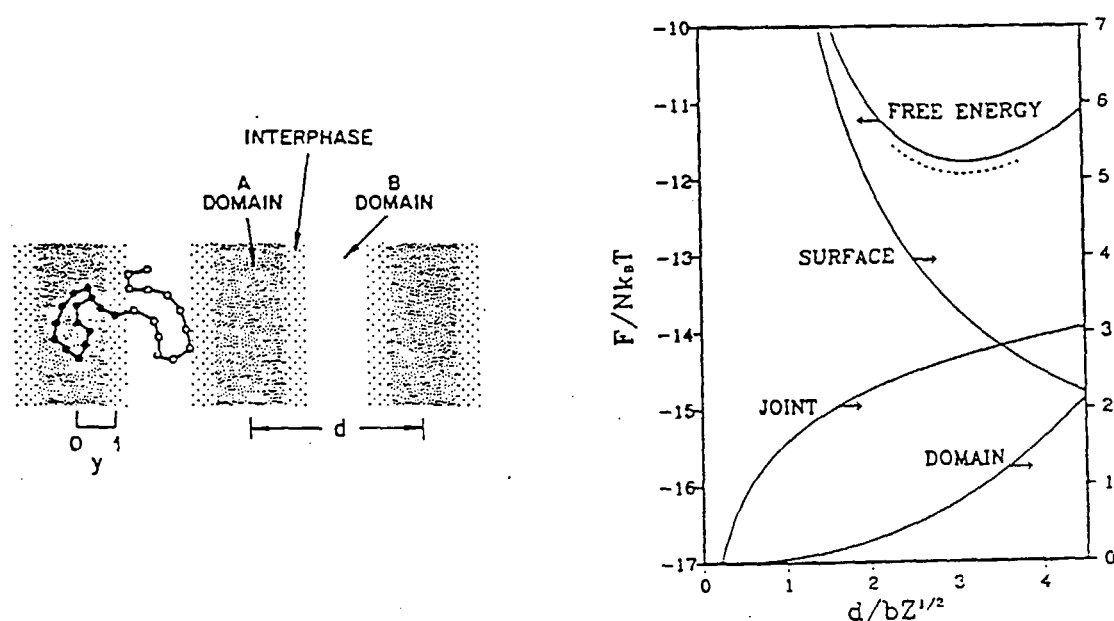 INTERPHASE
A
DOMAIN
B
DOMAIN
0 1
y
d
-10
-11
-12
-13
-14
-15
-16
-17
F/Nk_BT
7
6
5
4
3
2
1
0
FREE ENERGY
SURFACE
JOINT
DOMAIN
0 1 2 3 4
d/bZ^1/2